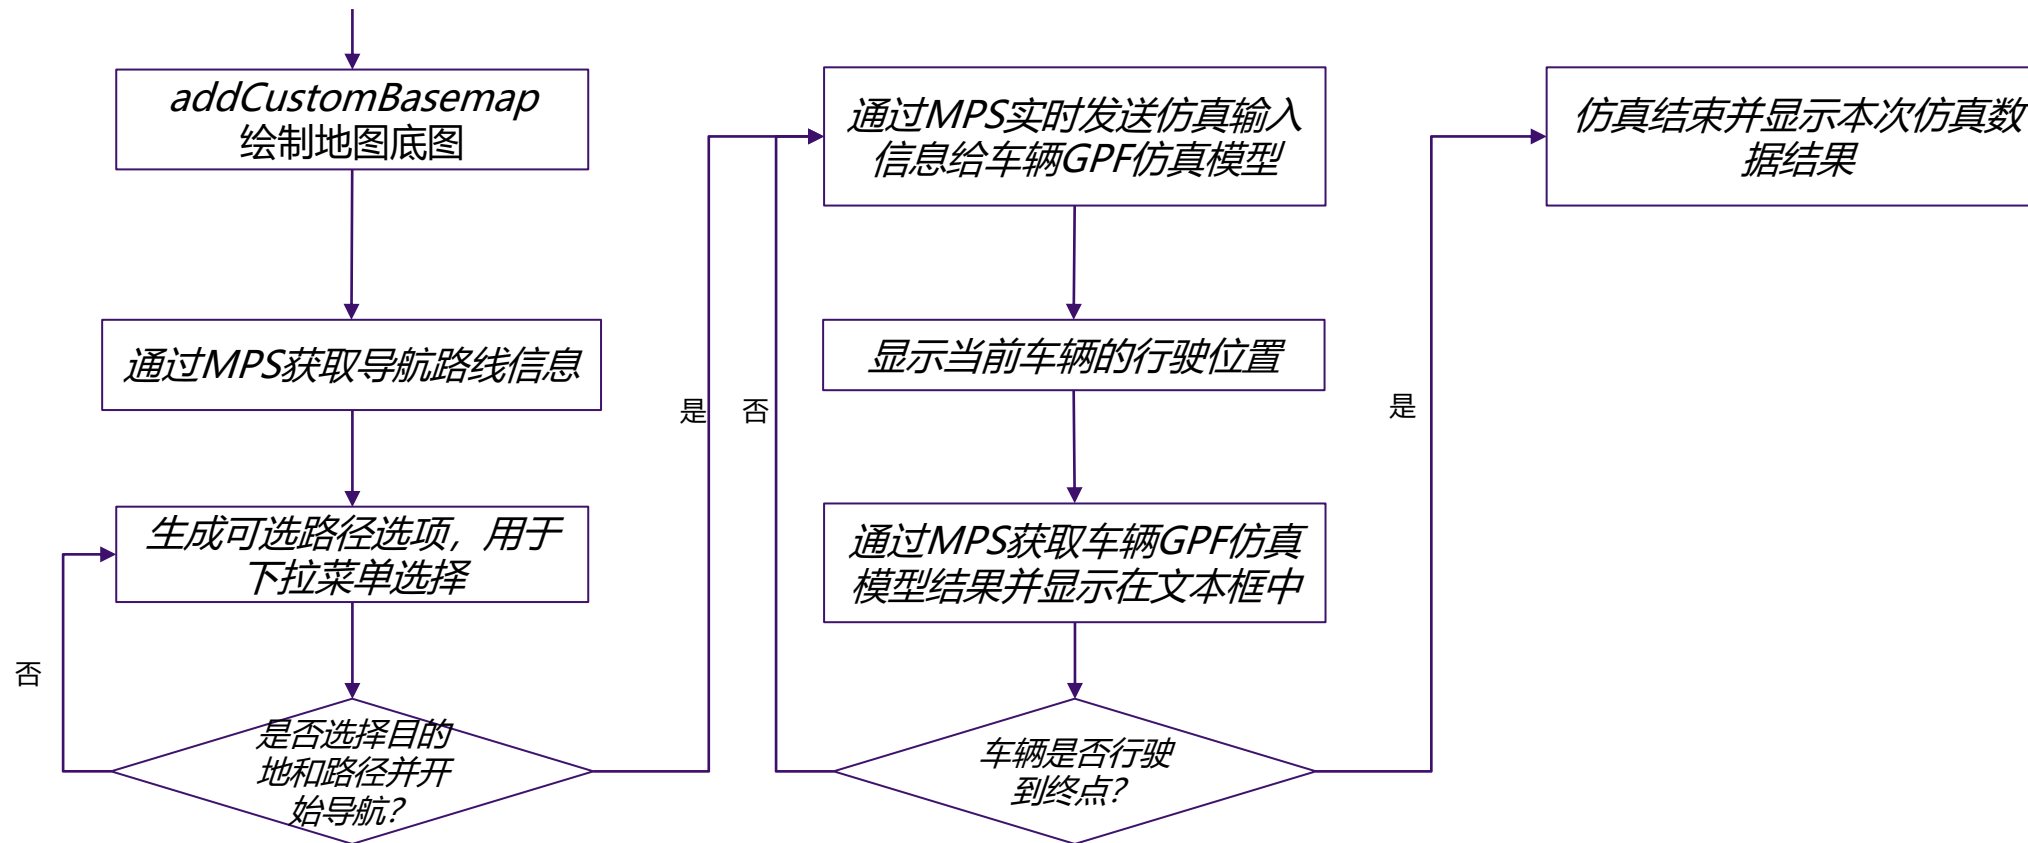 addCustomBasemap
绘制地图底图
通过MPS获取导航路线信息
生成可选路径选项，用于
下拉菜单选择
否
是否选择目的
地和路径并开
始导航?
是
否
通过MPS实时发送仿真输入
信息给车辆GPF仿真模型
显示当前车辆的行驶位置
通过MPS获取车辆GPF仿真
模型结果并显示在文本框中
车辆是否行驶
到终点?
是
仿真结束并显示本次仿真数
据结果